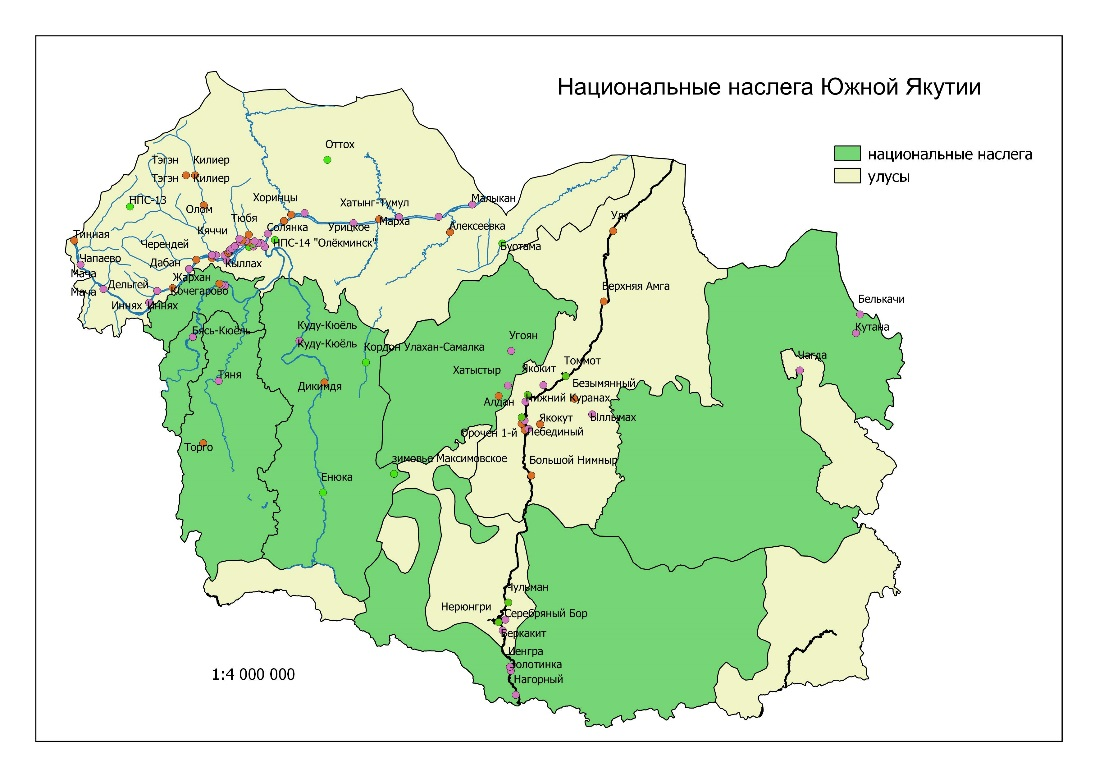 Национальные наслега Южной Якутии
национальные наслега
улусы
Оттох
Тэгэн Килиер
Тэгэн Килиер
НПС-13
Олом
Хоринцы
Хатынг-Тумул
Малыкан
Тюбя
Марха
Кяччи
Солянка
Урицкое
Алексеевка
Тинная
Черендей
НПС-14 "Олёкминск"
Буртама
Чапаево
Дабан
Кыллах
Мача
Жархан
Мача
Дельгей
Кочегарово
Иннях Иннях
Улу
Верхняя Амга
Белькачи
Кутана
Чагда
Бясь-Кюёль
Куду-Кюёль
Куду-Кюёль
Кордон Улахан-Самалка
Угоян
Томмот
Якокит
Хатыстыр
Тяня
Дикимдя
Безымянный
Алдан
Нижний Куранах
Якокут
Ыллымах
Орочен 1-й
Лебединый
Торго
зимовье Максимовское
Большой Нимныр
Енюка
Чульман
Нерюнгри
Серебряный Бор
Беркакит
Иенгра
Золотинка
Нагорный
1:4 000 000